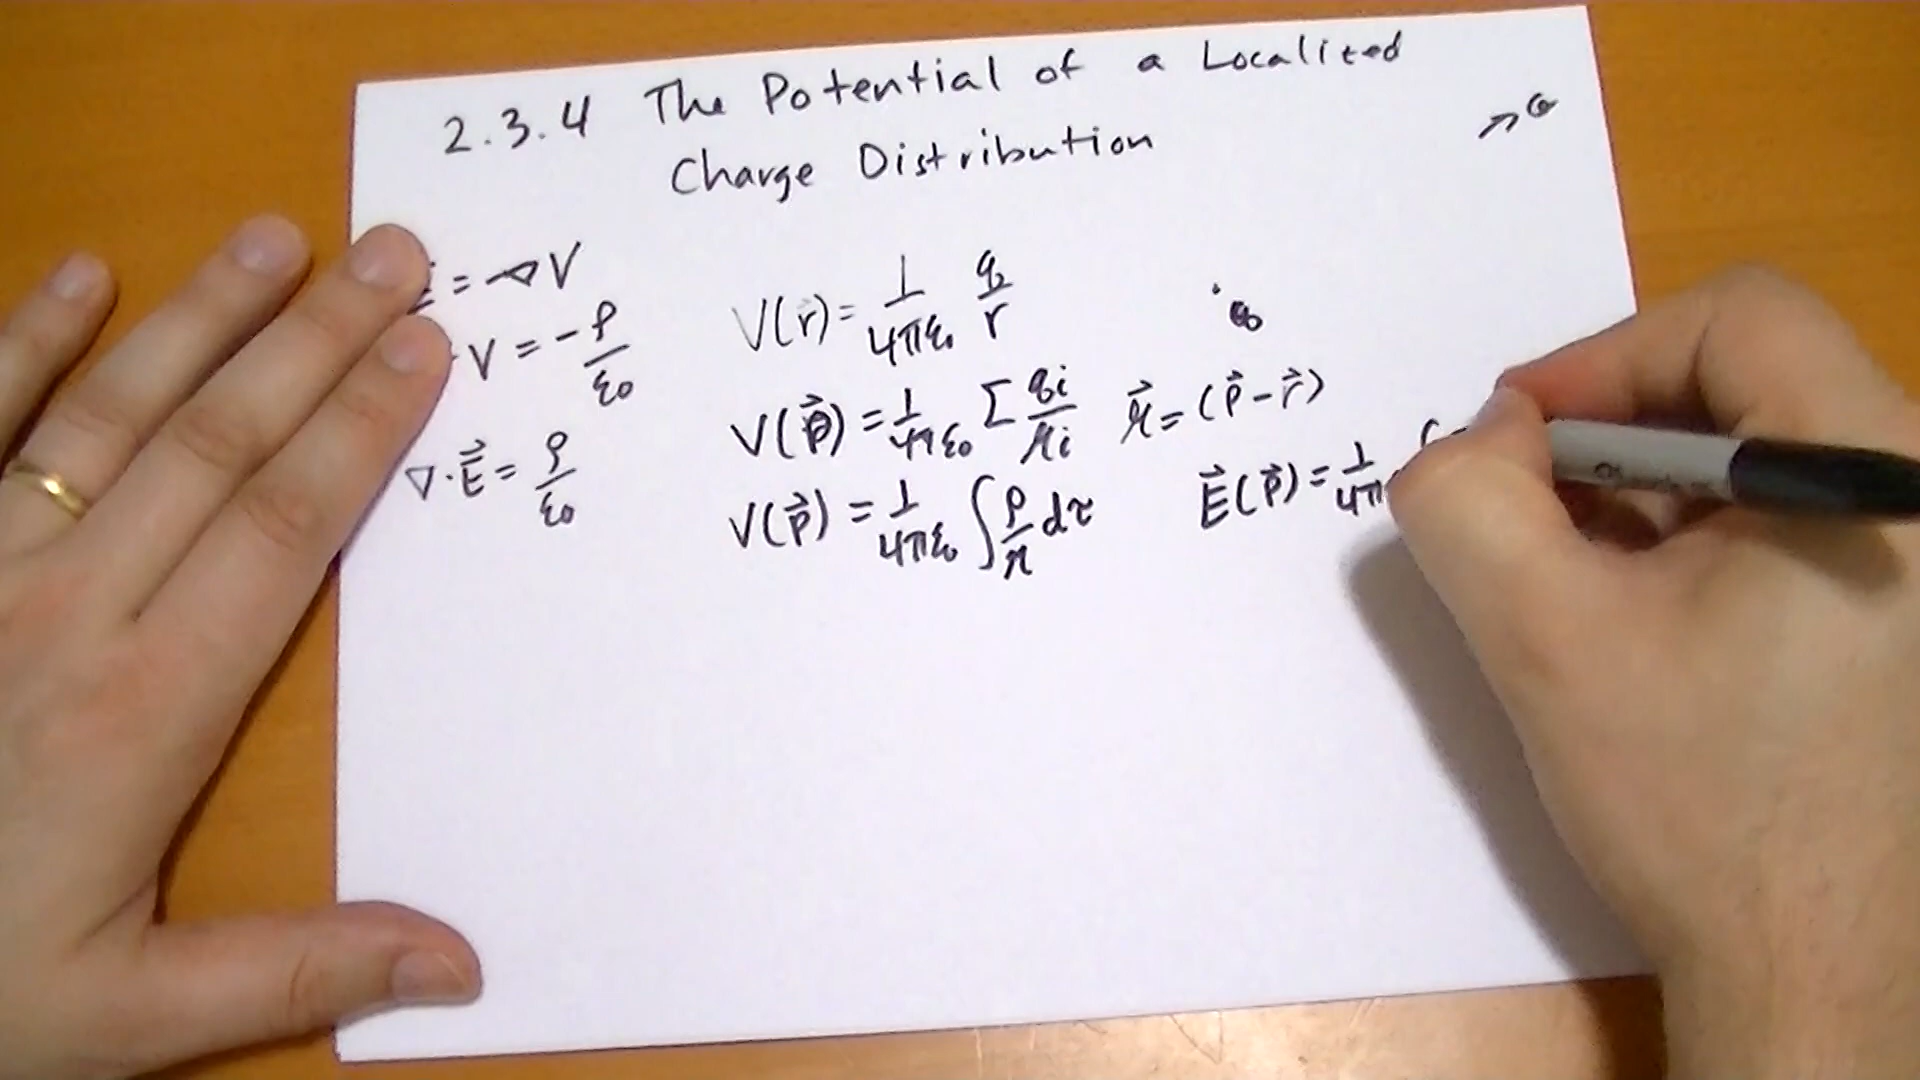 2.3.4 The Potential of a Localized
Charge Distribution
= -∇V
V = -ρ/ε₀
∇·E⃗ = ρ/ε₀
V(r) = 1/4πε₀ q/r
V(p⃗) = 1/4πε₀ Σ qi/𝓇i 𝓇⃗ = (p⃗ - r⃗)
V(p⃗) = 1/4πε₀ ∫ ρ/𝓇 dτ
E⃗(p⃗) = 1/4π